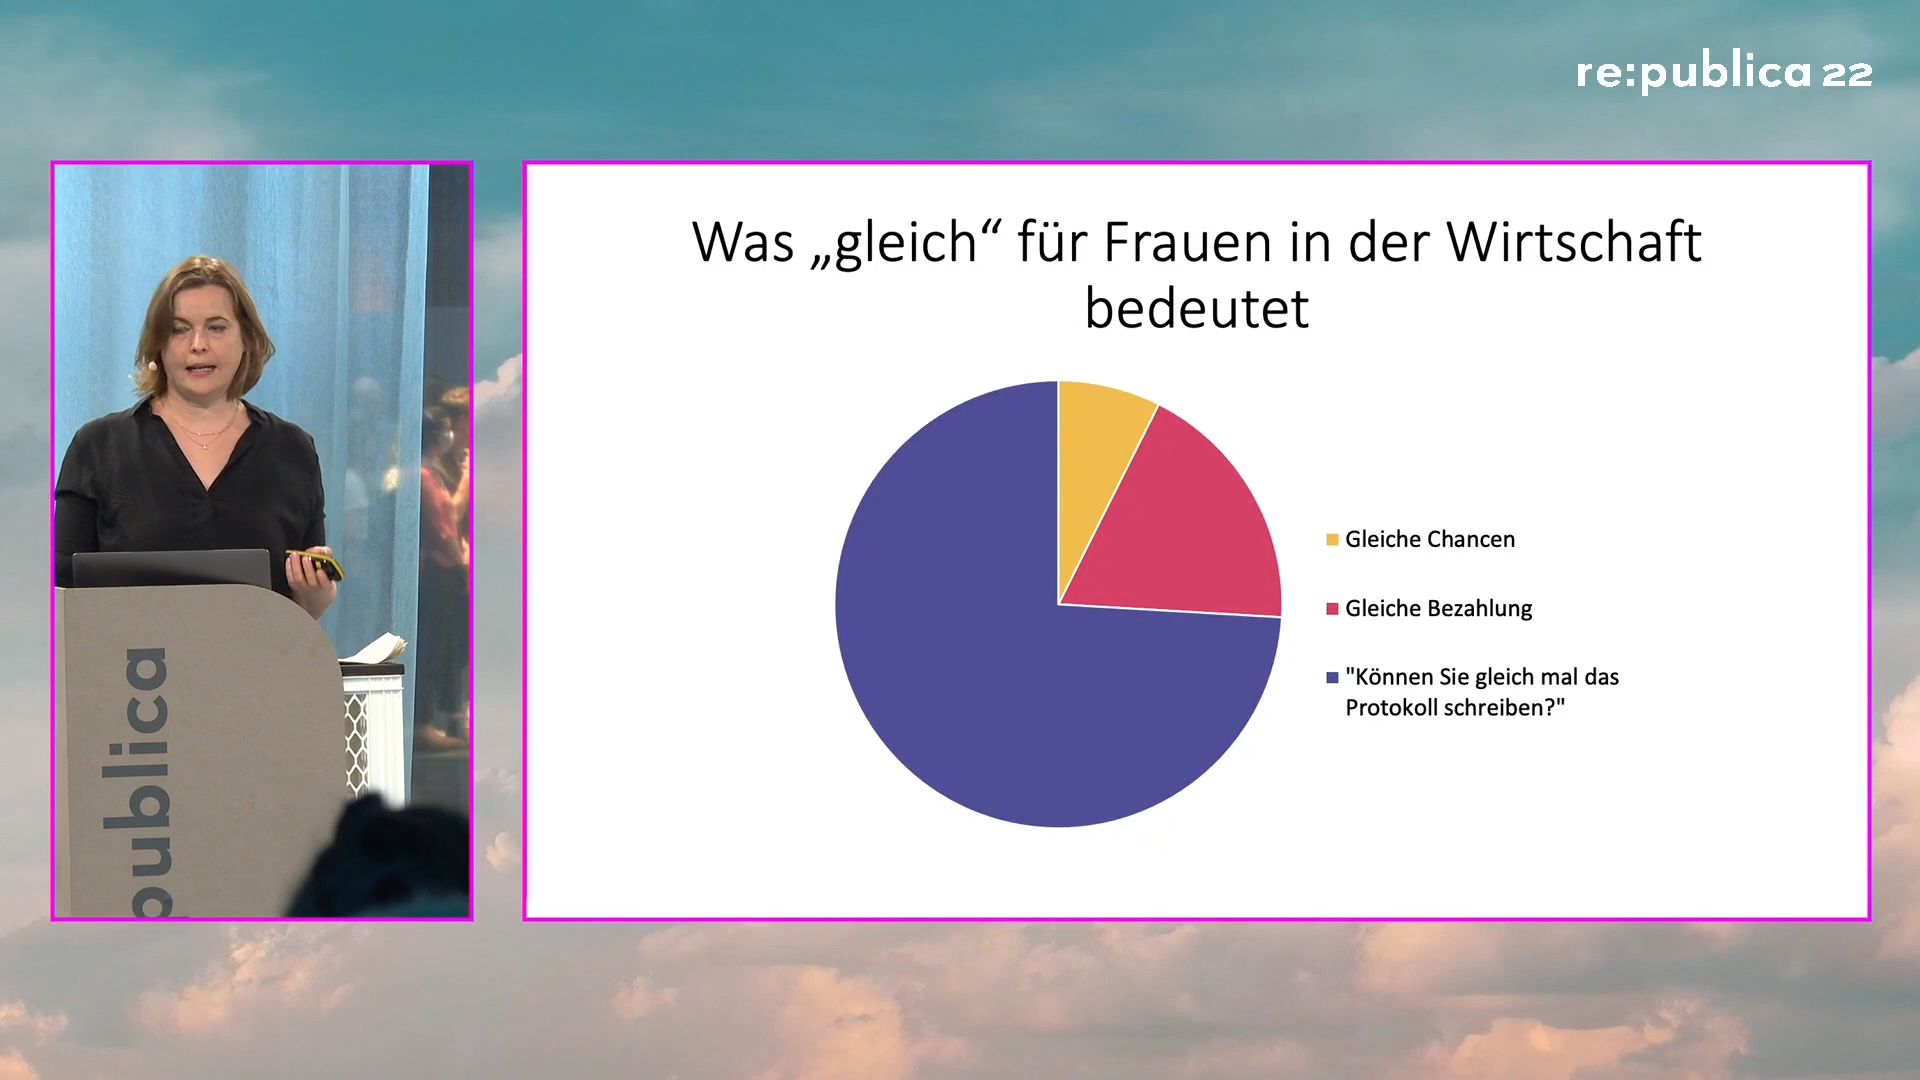 re:publica 22
Was „gleich“ für Frauen in der Wirtschaft
bedeutet
Gleiche Chancen
Gleiche Bezahlung
"Können Sie gleich mal das
Protokoll schreiben?"
publica